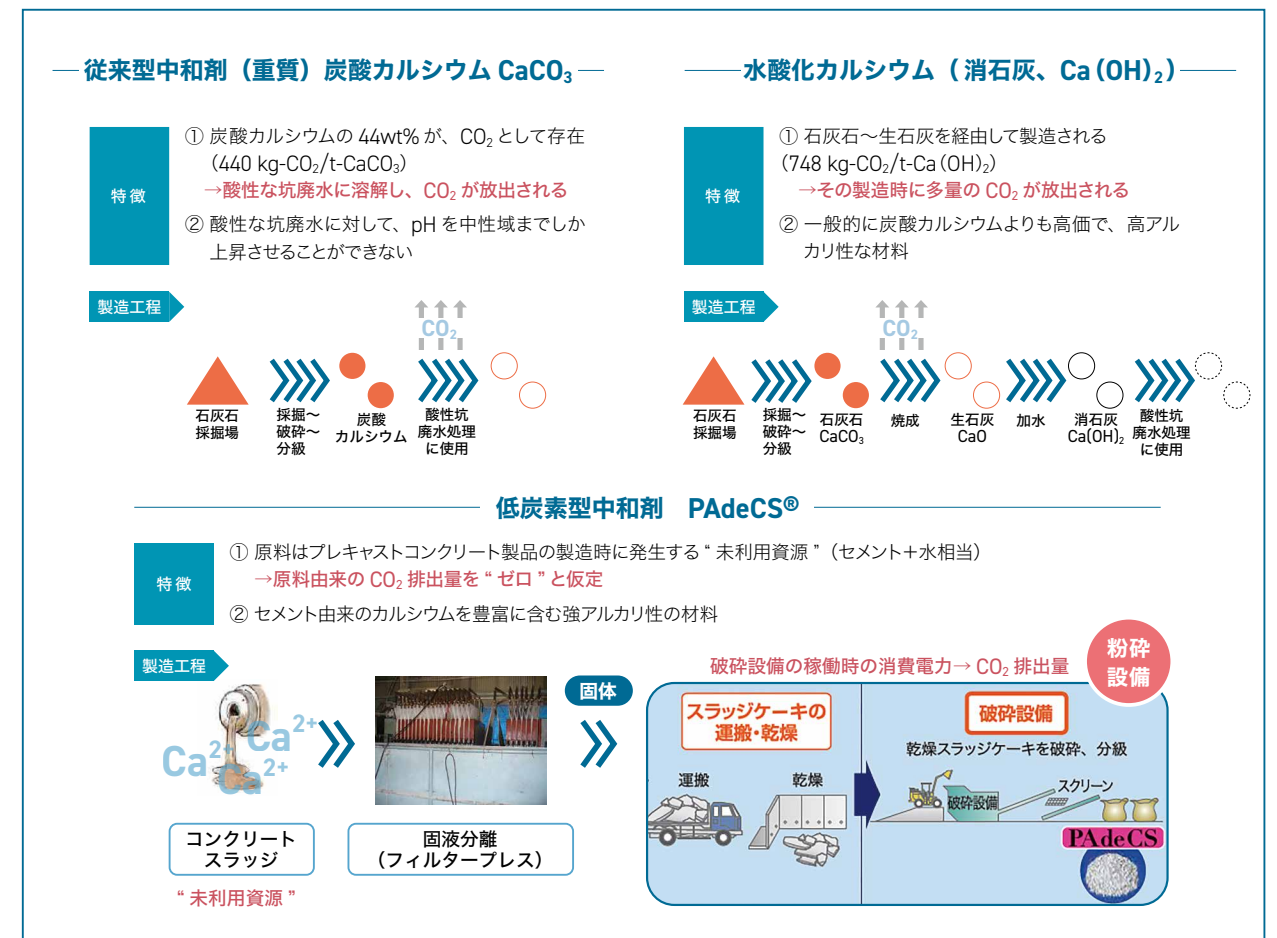 従来型中和剤（重質）炭酸カルシウム CaCO₃
特徴
① 炭酸カルシウムの 44wt% が、CO₂ として存在
（440 kg-CO₂/t-CaCO₃）
→酸性な坑廃水に溶解し、CO₂ が放出される
② 酸性な坑廃水に対して、pH を中性域までしか
上昇させることができない
製造工程
CO₂
石灰石
採掘場
採掘～
破砕～
分級
炭酸
カルシウム
酸性坑
廃水処理
に使用
水酸化カルシウム（ 消石灰、Ca（OH）₂ ）
特徴
① 石灰石～生石灰を経由して製造される
（748 kg-CO₂/t-Ca（OH）₂）
→その製造時に多量の CO₂ が放出される
② 一般的に炭酸カルシウムよりも高価で、高アル
カリ性な材料
製造工程
CO₂
石灰石
採掘場
採掘～
破砕～
分級
石灰石
CaCO₃
焼成
生石灰
CaO
加水
消石灰
Ca(OH)₂
酸性坑
廃水処理
に使用
低炭素型中和剤　PAdeCS®
特徴
① 原料はプレキャストコンクリート製品の製造時に発生する “ 未利用資源 ”（セメント＋水相当）
→原料由来の CO₂ 排出量を “ ゼロ ” と仮定
② セメント由来のカルシウムを豊富に含む強アルカリ性の材料
製造工程
Ca²⁺
Ca²⁺
Ca²⁺
コンクリート
スラッジ
“ 未利用資源 ”
固液分離
（フィルタープレス）
固体
破砕設備の稼働時の消費電力→ CO₂ 排出量
粉砕
設備
スラッジケーキの
運搬・乾燥
運搬
乾燥
破砕設備
乾燥スラッジケーキを破砕、分級
破砕設備
スクリーン
PAdeCS